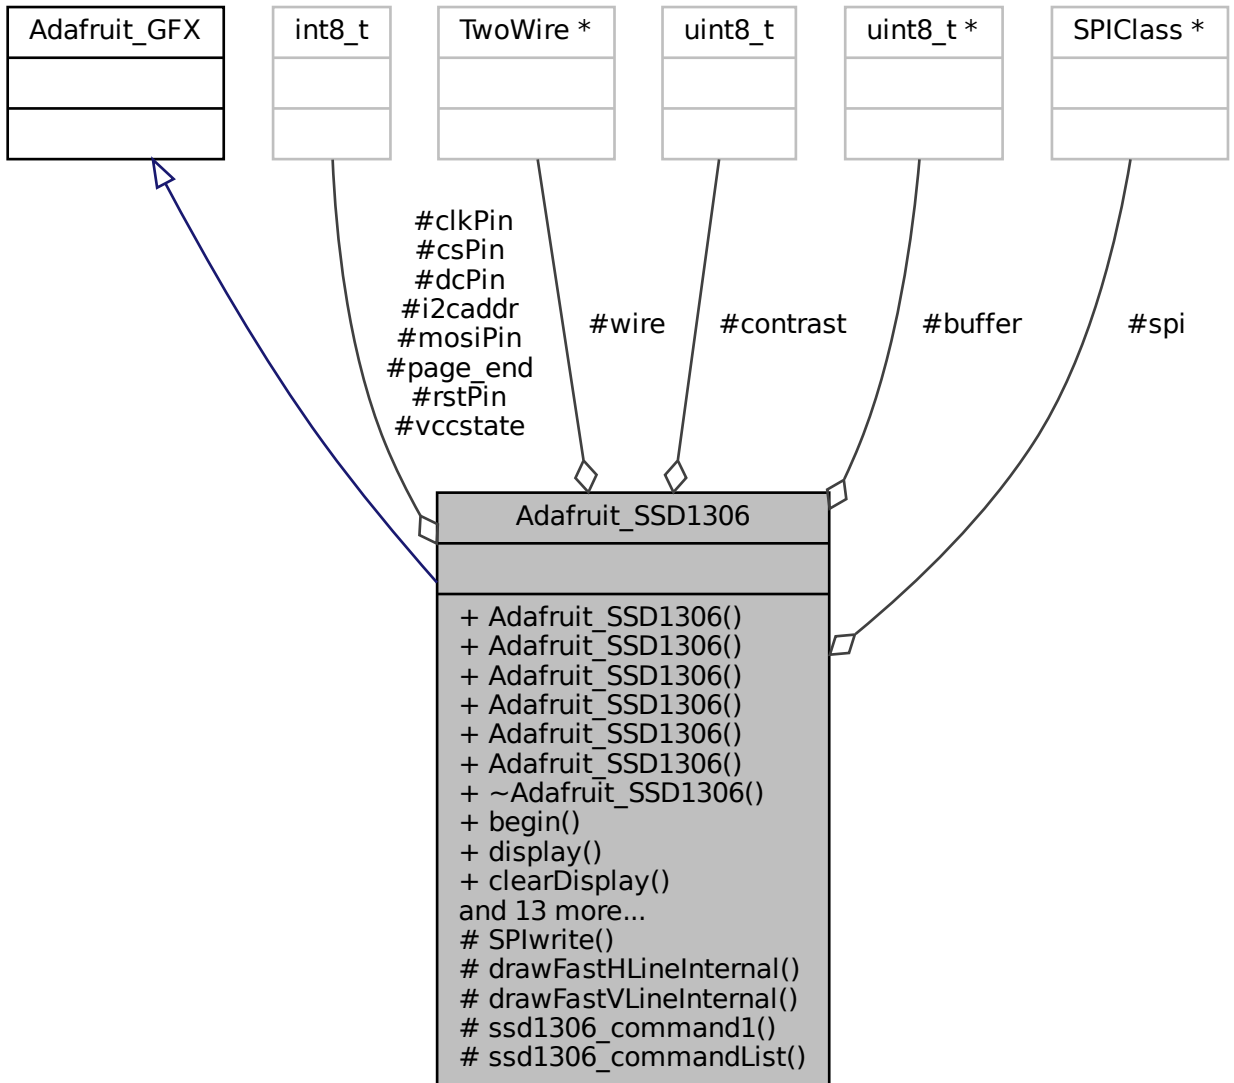 Adafruit_GFX
int8_t
TwoWire *
uint8_t
uint8_t *
SPIClass *
#clkPin
#csPin
#dcPin
#i2caddr
#mosiPin
#page_end
#rstPin
#vccstate
#wire
#contrast
#buffer
#spi
Adafruit_SSD1306
+ Adafruit_SSD1306()
+ Adafruit_SSD1306()
+ Adafruit_SSD1306()
+ Adafruit_SSD1306()
+ Adafruit_SSD1306()
+ Adafruit_SSD1306()
+ ~Adafruit_SSD1306()
+ begin()
+ display()
+ clearDisplay()
and 13 more...
# SPIwrite()
# drawFastHLineInternal()
# drawFastVLineInternal()
# ssd1306_command1()
# ssd1306_commandList()